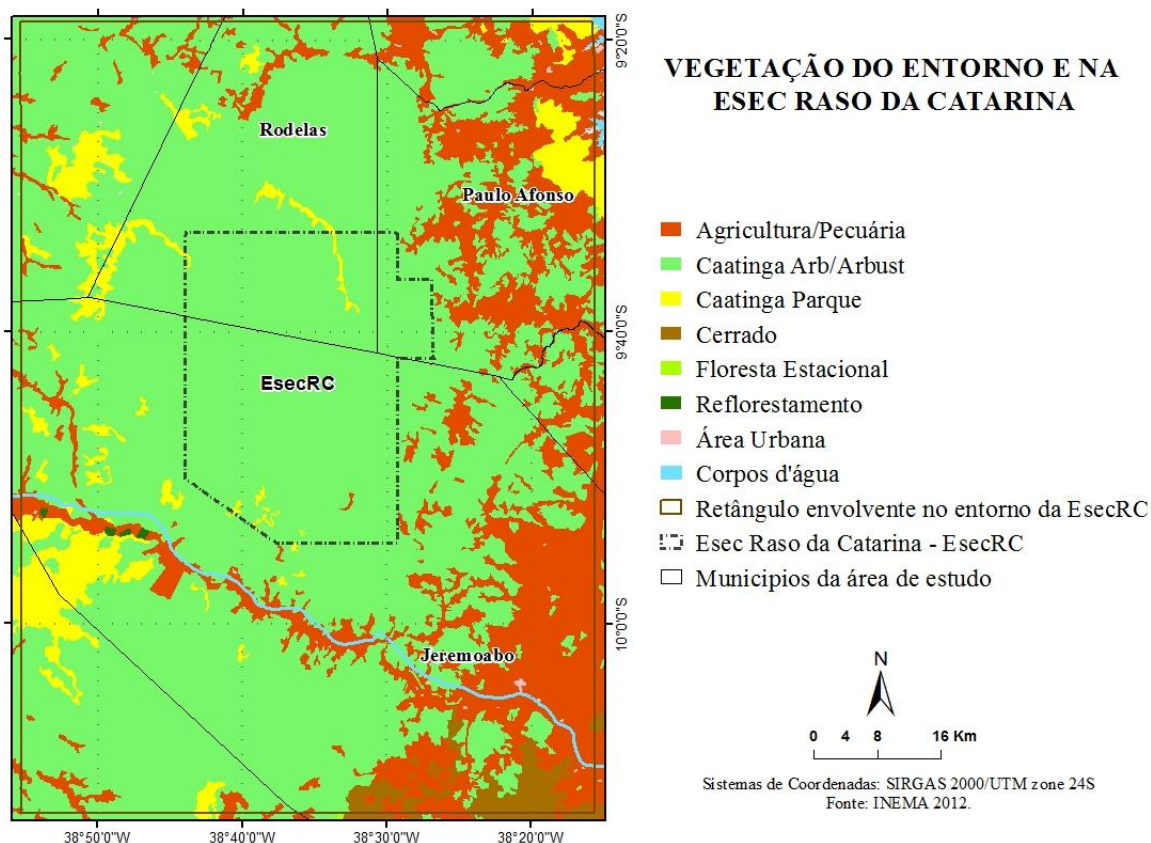 VEGETAÇÃO DO ENTORNO E NA
ESEC RASO DA CATARINA
Rodelas
Paulo Afonso
EsecRC
Jeremoabo
9°20'0"S
9°40'0"S
10°0'0"S
38°50'0"W
38°40'0"W
38°30'0"W
38°20'0"W
Agricultura/Pecuária
Caatinga Arb/Arbust
Caatinga Parque
Cerrado
Floresta Estacional
Reflorestamento
Área Urbana
Corpos d'água
Retângulo envolvente no entorno da EsecRC
Esec Raso da Catarina - EsecRC
Municipios da área de estudo
N
0 4 8 16 Km
Sistemas de Coordenadas: SIRGAS 2000/UTM zone 24S
Fonte: INEMA 2012.